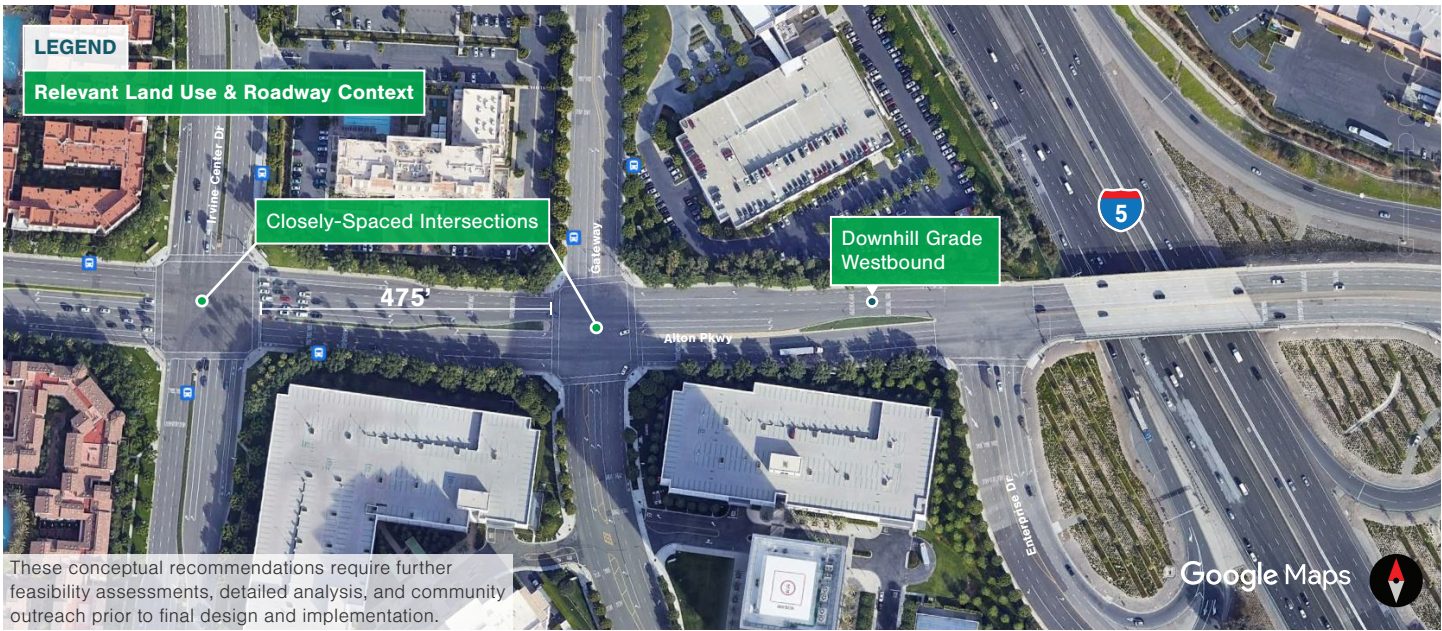 LEGEND
Relevant Land Use & Roadway Context
Irvine Center Dr
Closely-Spaced Intersections
Gateway
5
Downhill Grade
Westbound
475’
Alton Pkwy
Enterprise Dr
These conceptual recommendations require further
feasibility assessments, detailed analysis, and community
outreach prior to final design and implementation.
Google Maps